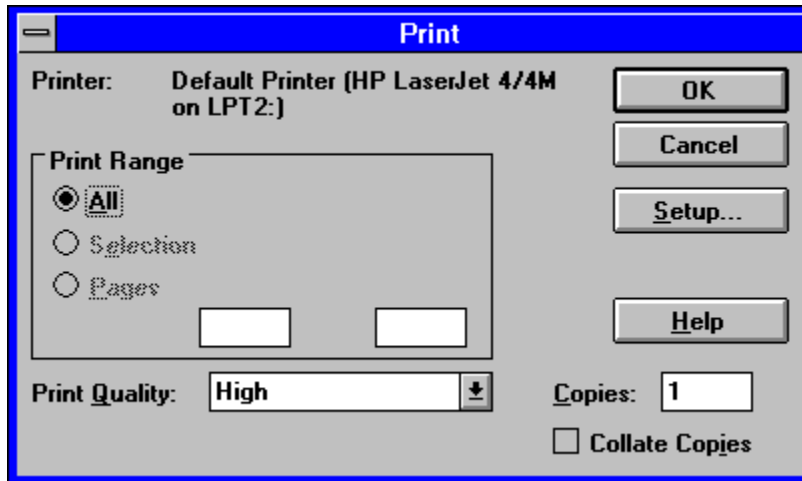 Print
Printer: Default Printer (HP LaserJet 4/4M
on LPT2:)
OK
Cancel
Print Range
All
Selection
Pages
Setup...
Help
Print Quality: High
Copies: 1
Collate Copies